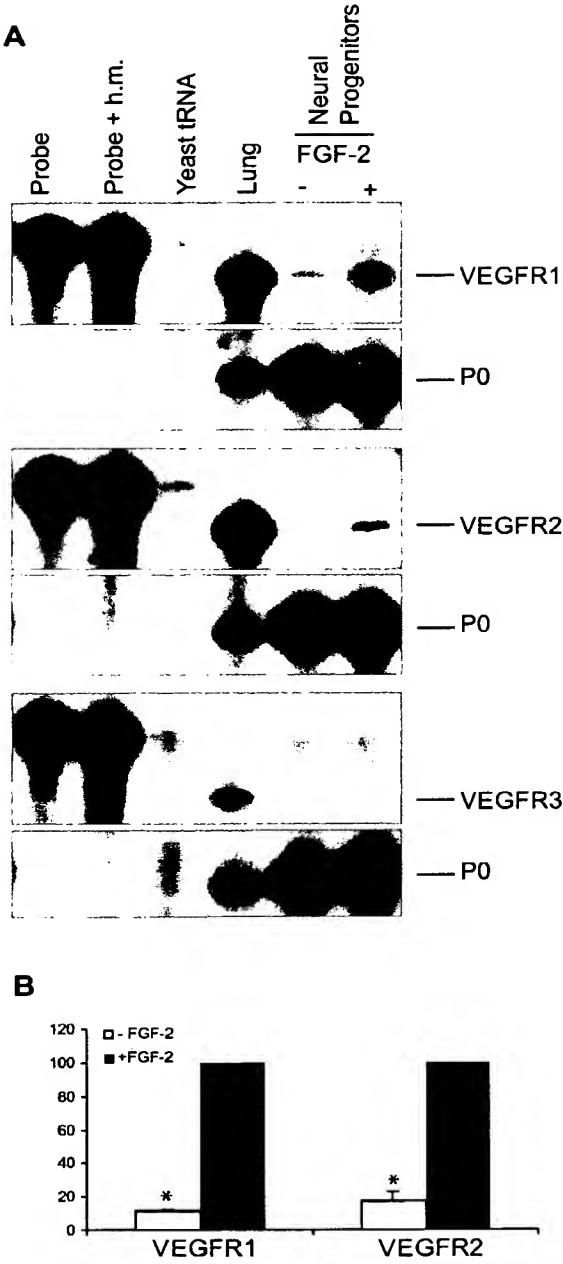 A
Probe
Probe + h.m.
Yeast tRNA
Lung
Neural
Progenitors
FGF-2
- +
VEGFR1
P0
VEGFR2
P0
VEGFR3
P0
B
120
100
80
60
40
20
0
- FGF-2
+FGF-2
*
*
VEGFR1 VEGFR2